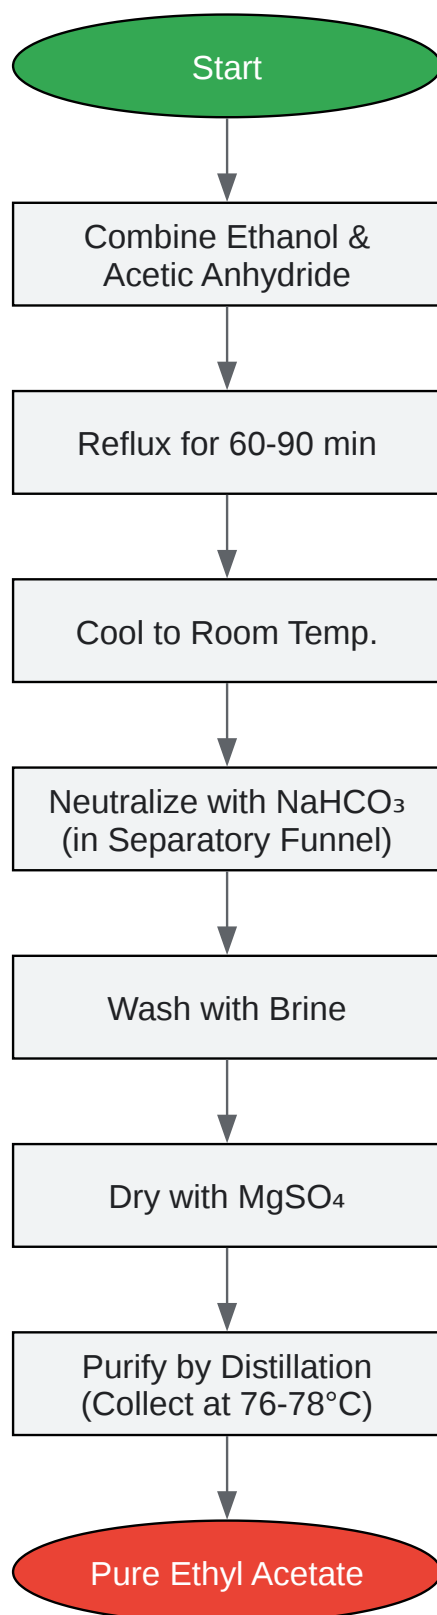 Start
Combine Ethanol &
Acetic Anhydride
Reflux for 60-90 min
Cool to Room Temp.
Neutralize with NaHCO₃
(in Separatory Funnel)
Wash with Brine
Dry with MgSO₄
Purify by Distillation
(Collect at 76-78°C)
Pure Ethyl Acetate